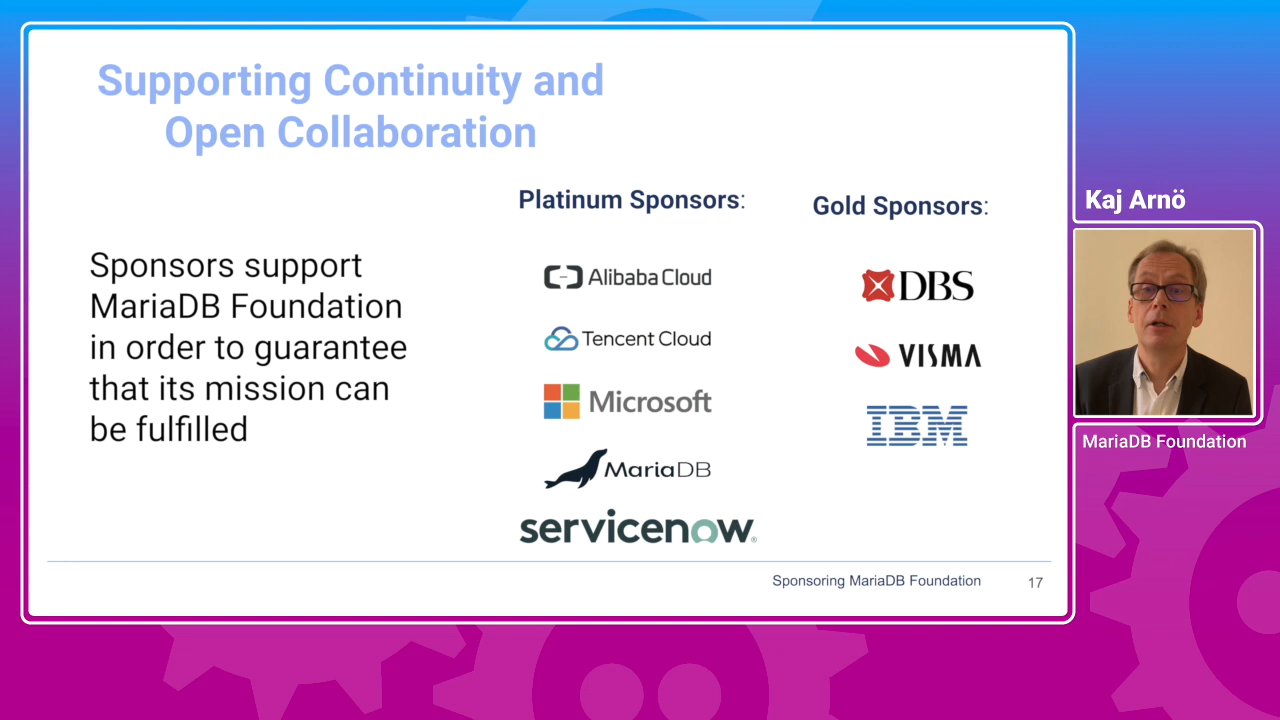 Supporting Continuity and
Open Collaboration
Sponsors support
MariaDB Foundation
in order to guarantee
that its mission can
be fulfilled
Platinum Sponsors:
Alibaba Cloud
Tencent Cloud
Microsoft
MariaDB
servicenow®
Gold Sponsors:
DBS
VISMA
IBM
Sponsoring MariaDB Foundation
17
Kaj Arnö
MariaDB Foundation